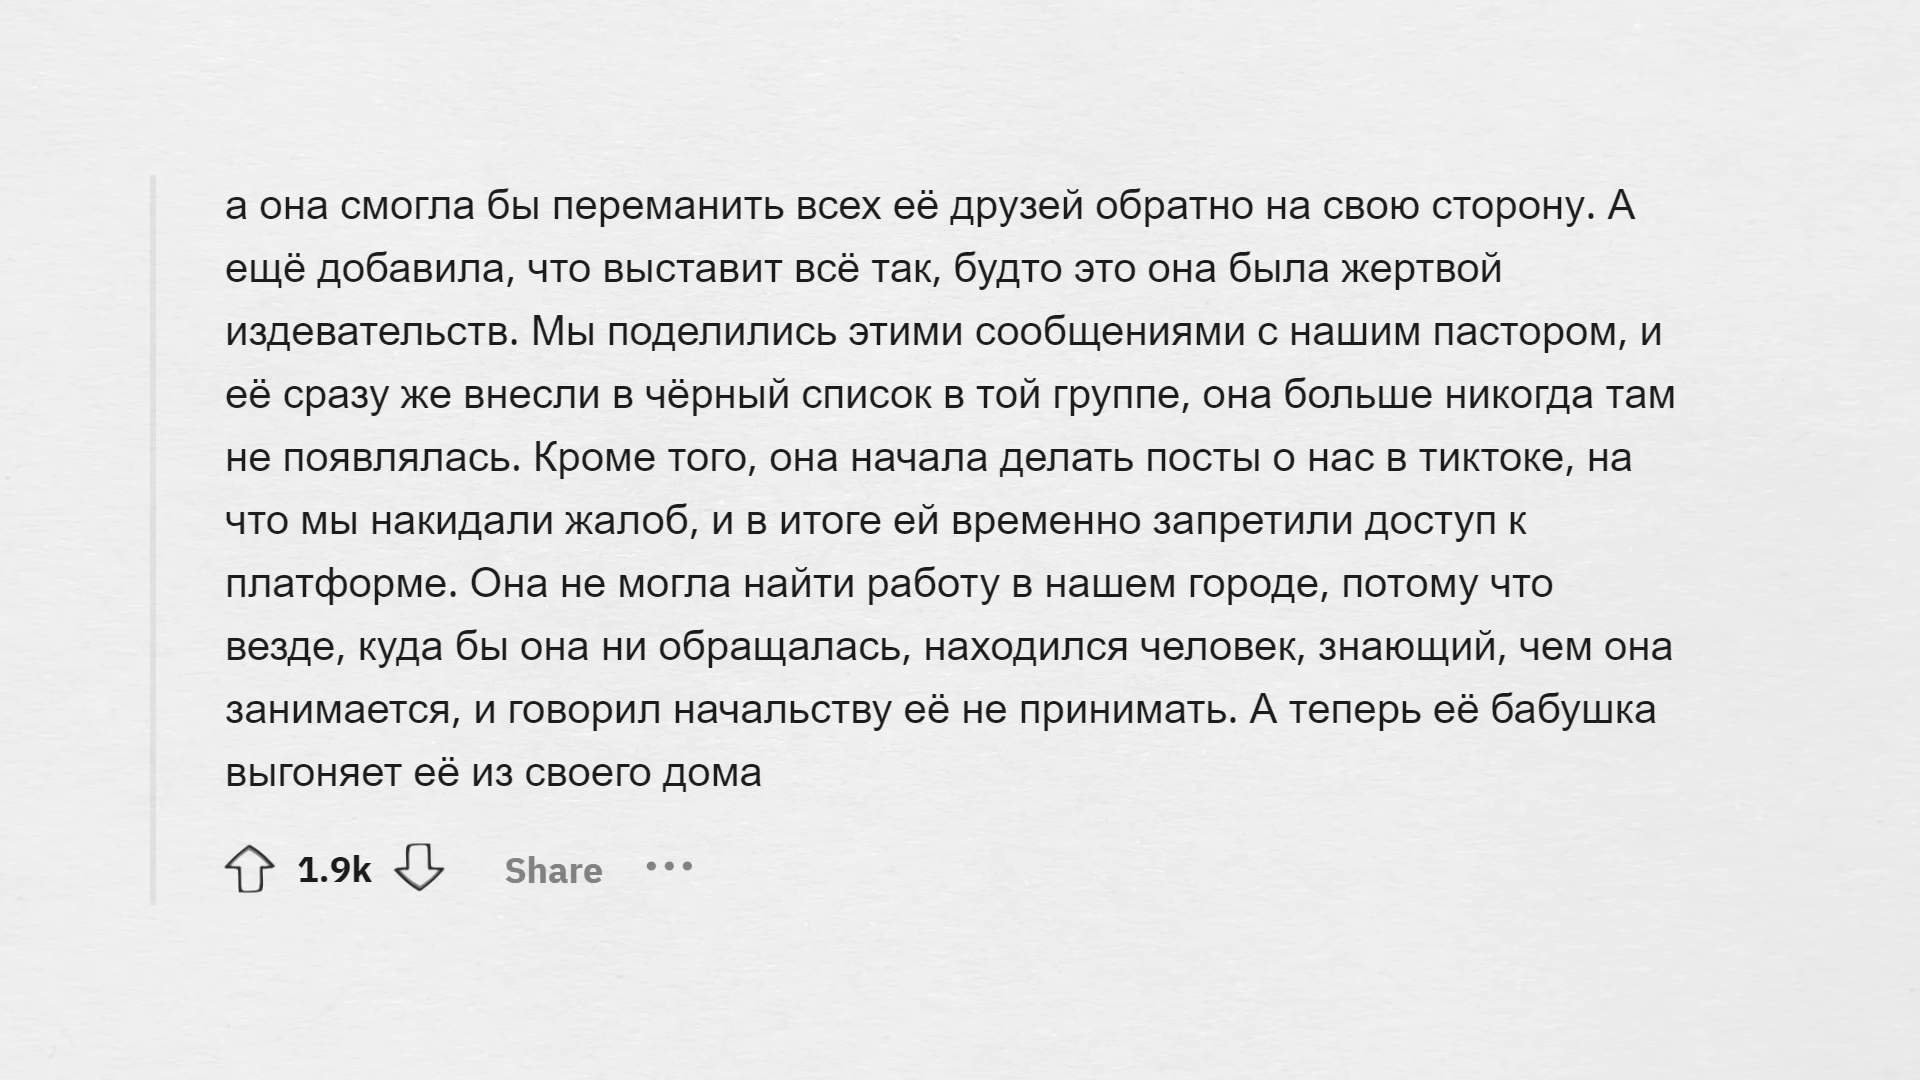 а она смогла бы переманить всех её друзей обратно на свою сторону. А
ещё добавила, что выставит всё так, будто это она была жертвой
издевательств. Мы поделились этими сообщениями с нашим пастором, и
её сразу же внесли в чёрный список в той группе, она больше никогда там
не появлялась. Кроме того, она начала делать посты о нас в тиктоке, на
что мы накидали жалоб, и в итоге ей временно запретили доступ к
платформе. Она не могла найти работу в нашем городе, потому что
везде, куда бы она ни обращалась, находился человек, знающий, чем она
занимается, и говорил начальству её не принимать. А теперь её бабушка
выгоняет её из своего дома
1.9k Share •••